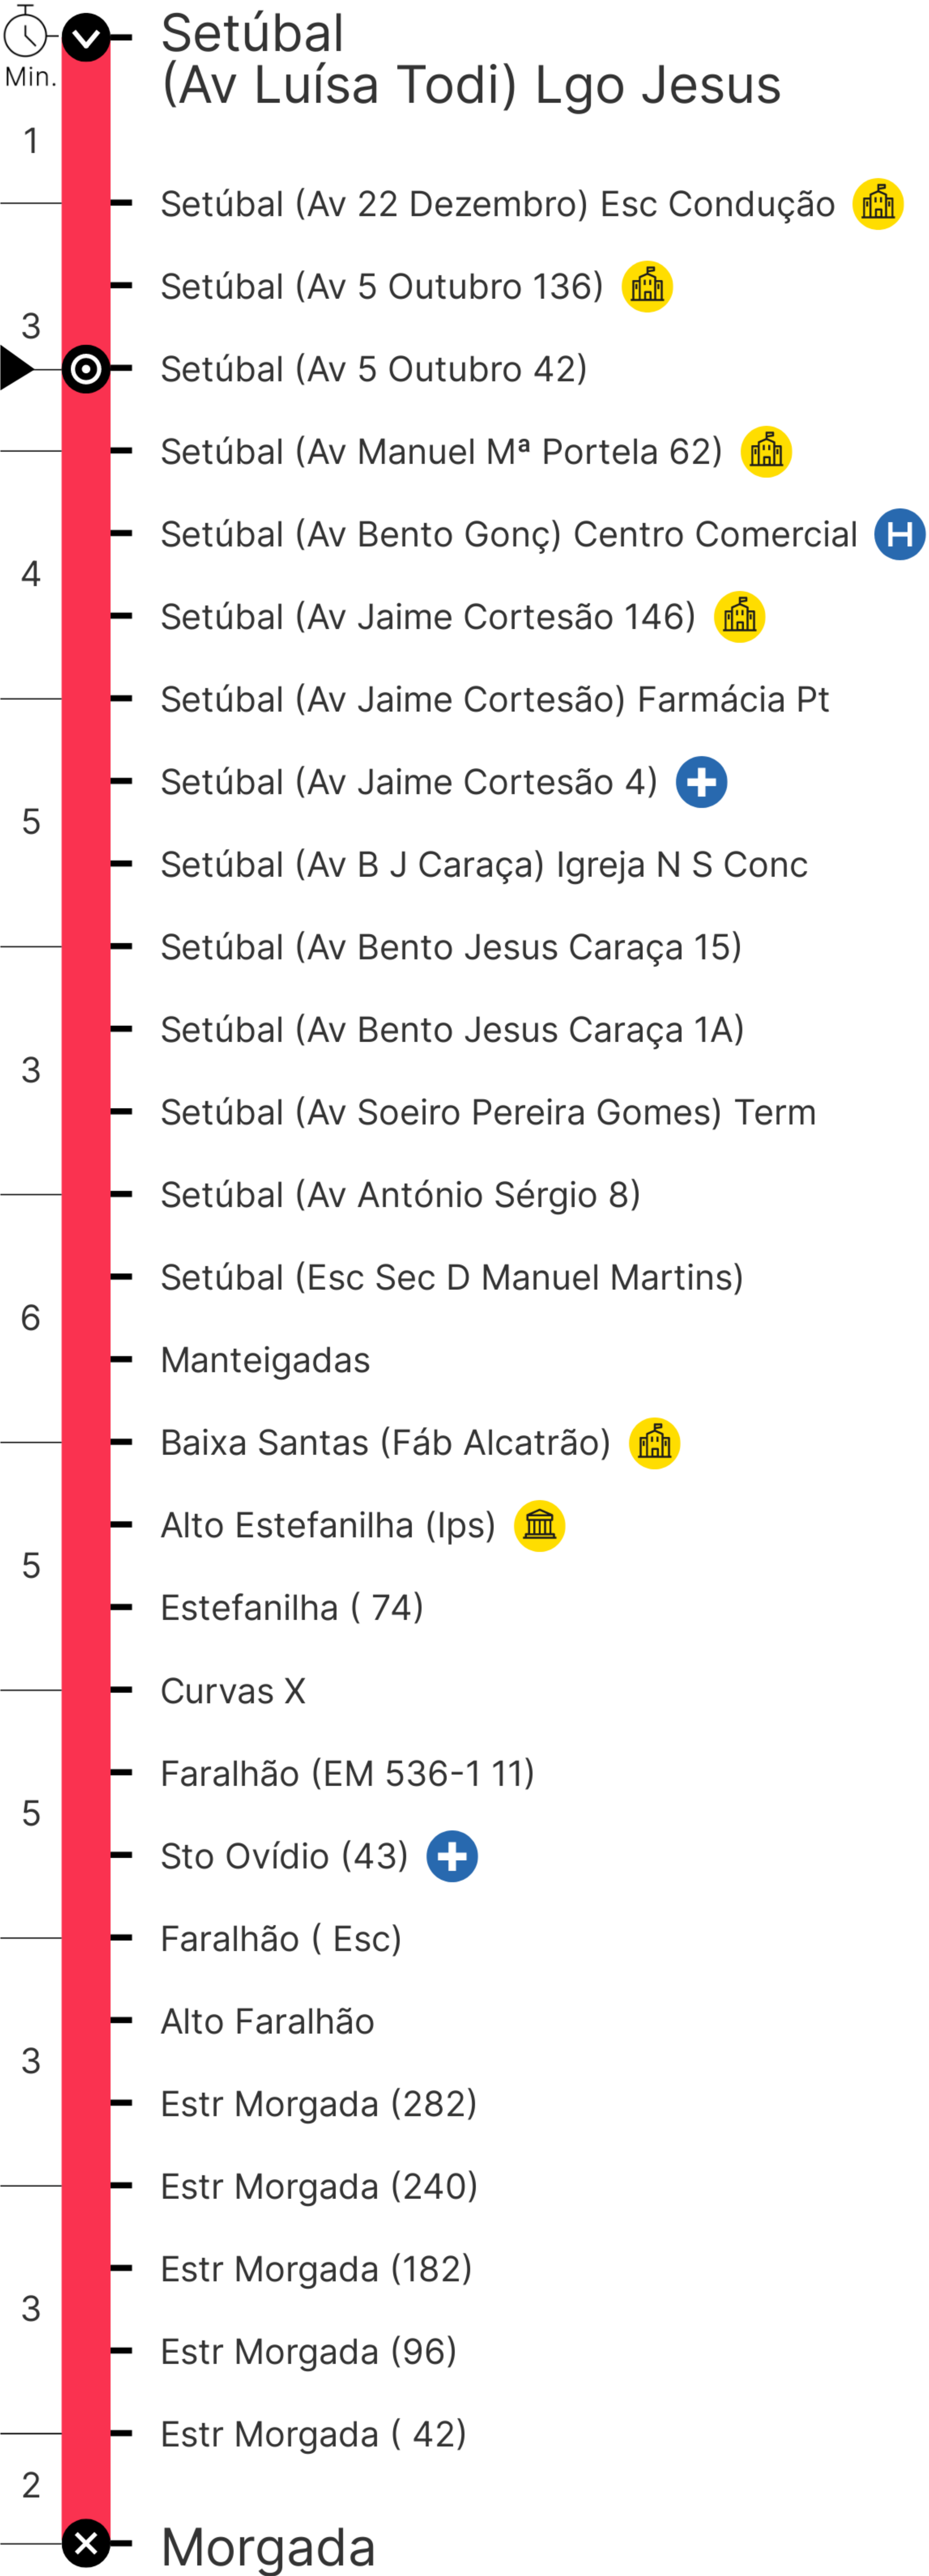 Min.
Setúbal
(Av Luísa Todi) Lgo Jesus
1
Setúbal (Av 22 Dezembro) Esc Condução
Setúbal (Av 5 Outubro 136)
3
Setúbal (Av 5 Outubro 42)
Setúbal (Av Manuel Mª Portela 62)
Setúbal (Av Bento Gonç) Centro Comercial H
4
Setúbal (Av Jaime Cortesão 146)
Setúbal (Av Jaime Cortesão) Farmácia Pt
Setúbal (Av Jaime Cortesão 4)
5
Setúbal (Av B J Caraça) Igreja N S Conc
Setúbal (Av Bento Jesus Caraça 15)
Setúbal (Av Bento Jesus Caraça 1A)
3
Setúbal (Av Soeiro Pereira Gomes) Term
Setúbal (Av António Sérgio 8)
Setúbal (Esc Sec D Manuel Martins)
6
Manteigadas
Baixa Santas (Fáb Alcatrão)
Alto Estefanilha (Ips)
5
Estefanilha ( 74)
Curvas X
Faralhão (EM 536-1 11)
5
Sto Ovídio (43)
Faralhão ( Esc)
Alto Faralhão
3
Estr Morgada (282)
Estr Morgada (240)
Estr Morgada (182)
3
Estr Morgada (96)
Estr Morgada ( 42)
2
Morgada